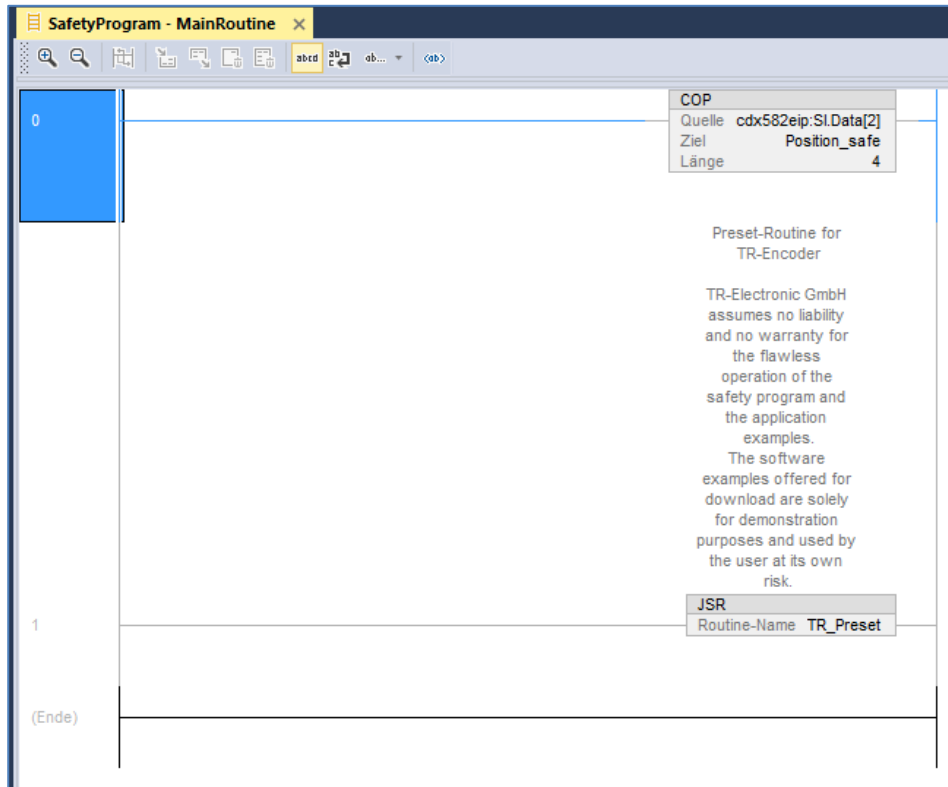 SafetyProgram - MainRoutine
abcd ab ab... <ab>
0
COP
Quelle cdx582eip:SI.Data[2]
Ziel Position_safe
Länge 4
Preset-Routine for
TR-Encoder
TR-Electronic GmbH
assumes no liability
and no warranty for
the flawless
operation of the
safety program and
the application
examples.
The software
examples offered for
download are solely
for demonstration
purposes and used by
the user at its own
risk.
JSR
1
Routine-Name TR_Preset
(Ende)